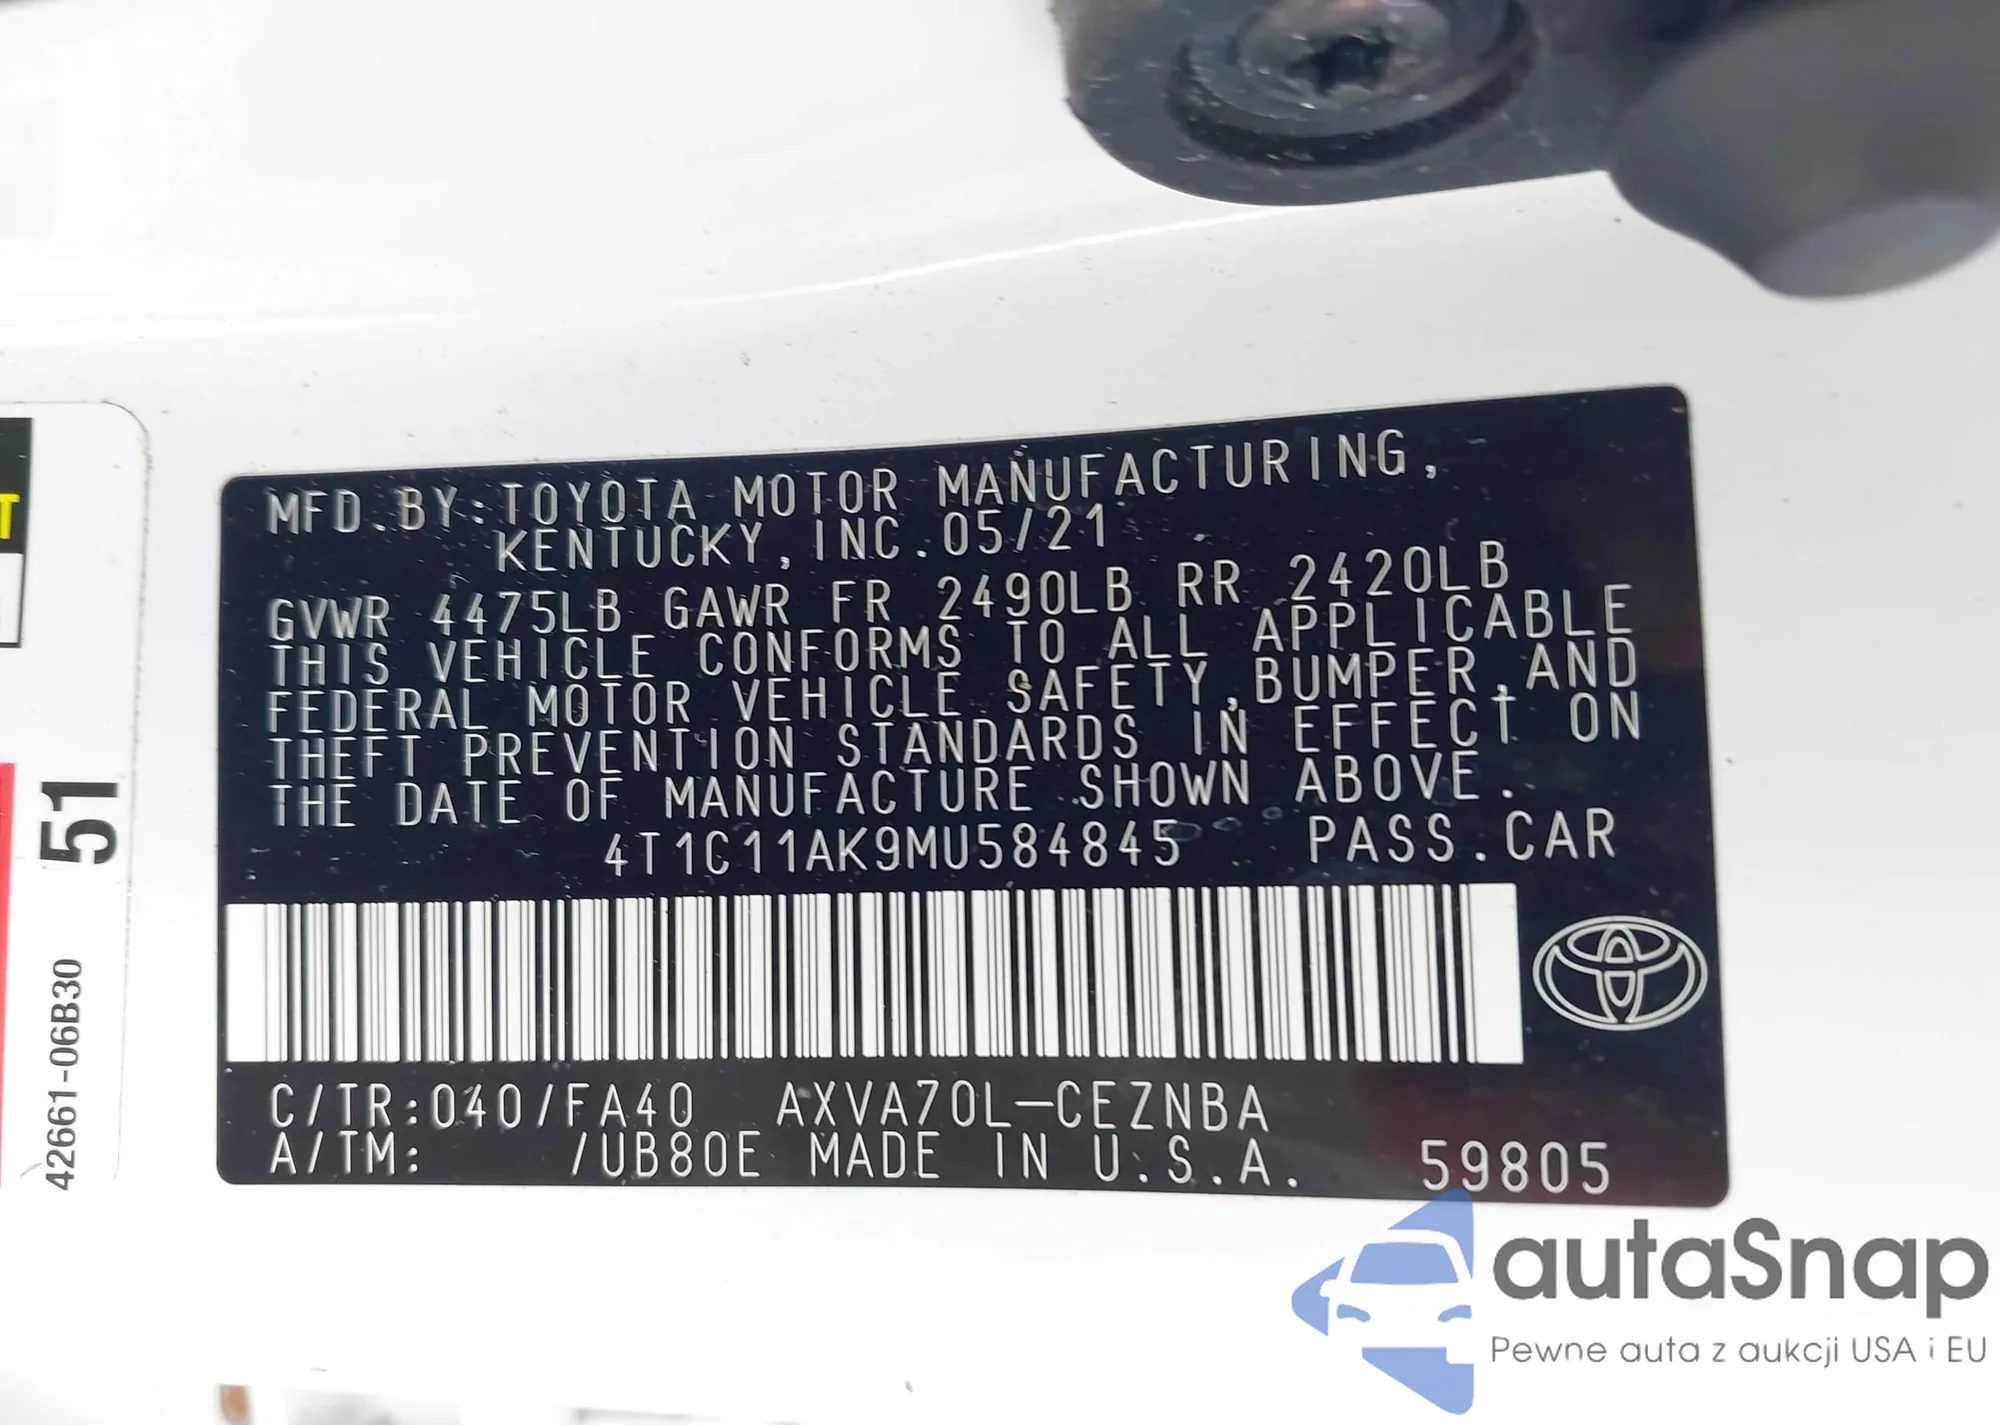 MFD.BY:TOYOTA MOTOR MANUFACTURING,
KENTUCKY,INC.05/21
GVWR 4475LB GAWR FR 2490LB RR 2420LB
THIS VEHICLE CONFORMS TO ALL APPLICABLE
FEDERAL MOTOR VEHICLE SAFETY,BUMPER,AND
THEFT PREVENTION STANDARDS IN EFFECT ON
THE DATE OF MANUFACTURE SHOWN ABOVE.
4T1C11AK9MU584845 PASS.CAR
C/TR:040/FA40 AXVA70L-CEZNBA
A/TM: /UB80E MADE IN U.S.A. 59805
T
51
42661-06B30
autaSnap
Pewne auta z aukcji USA i EU